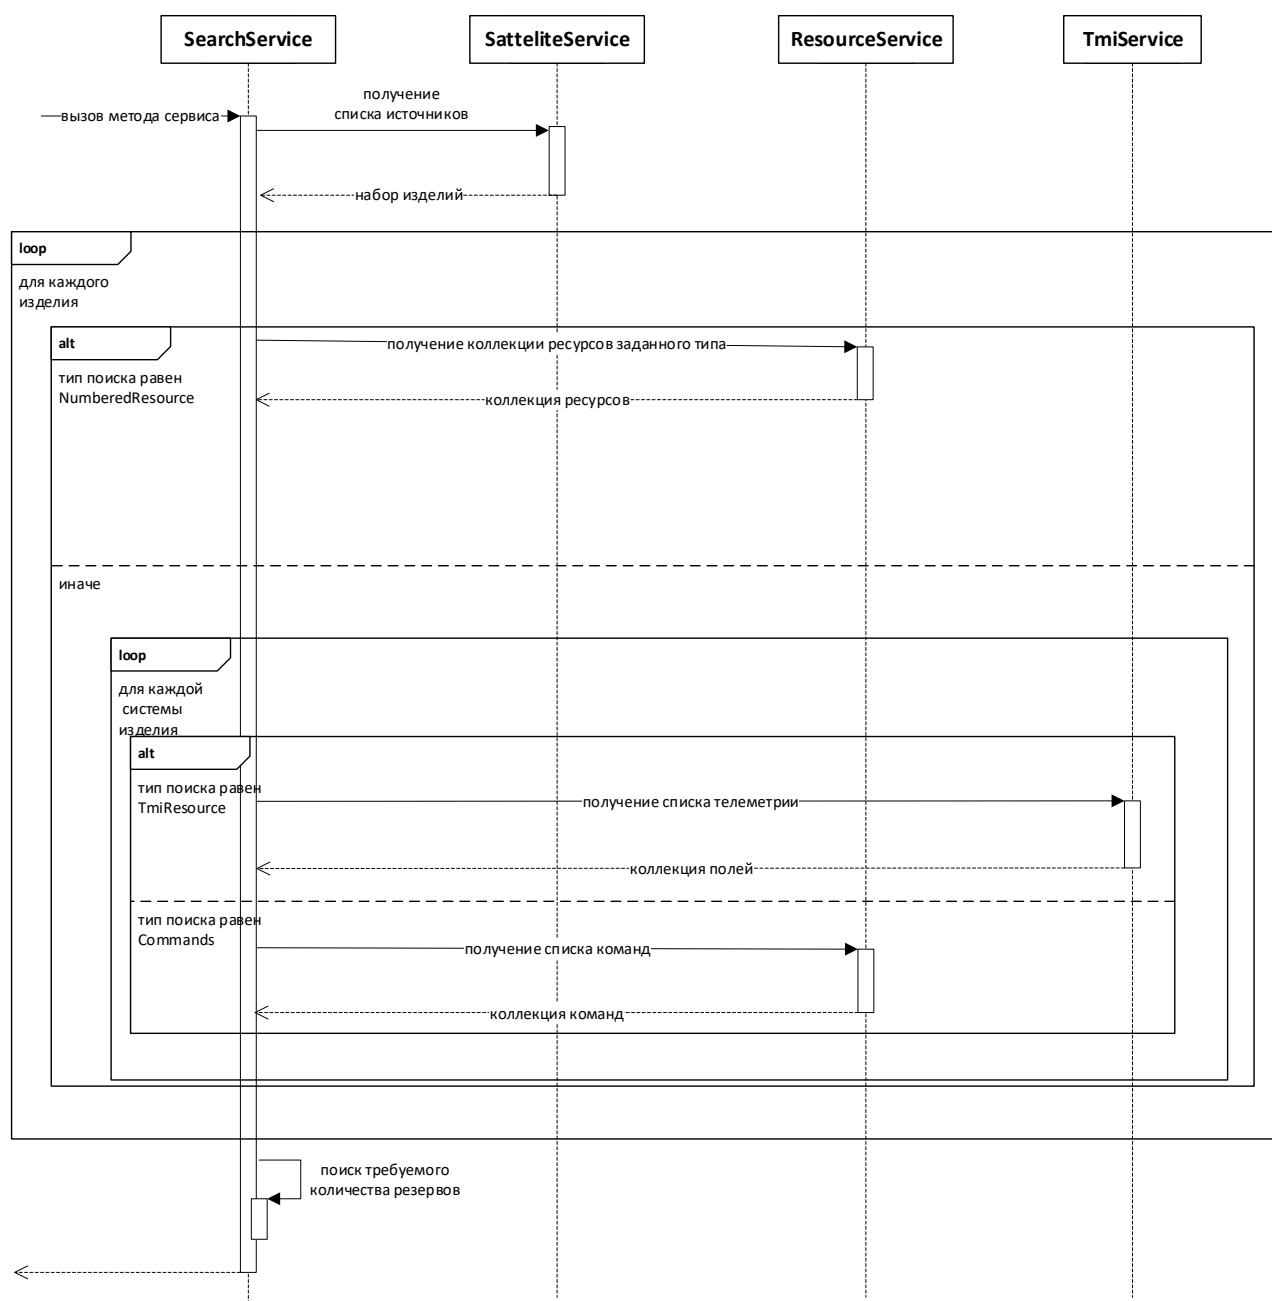 SearchService
SatteliteService
ResourceService
TmiService
получение
списка источников
вызов метода сервиса
набор изделий
loop
для каждого
изделия
alt
получение коллекции ресурсов заданного типа
тип поиска равен
NumberedResource
коллекция ресурсов
иначе
loop
для каждой
системы
изделия
alt
тип поиска равен
TmiResource
получение списка телеметрии
коллекция полей
тип поиска равен
Commands
получение списка команд
коллекция команд
поиск требуемого
количества резервов